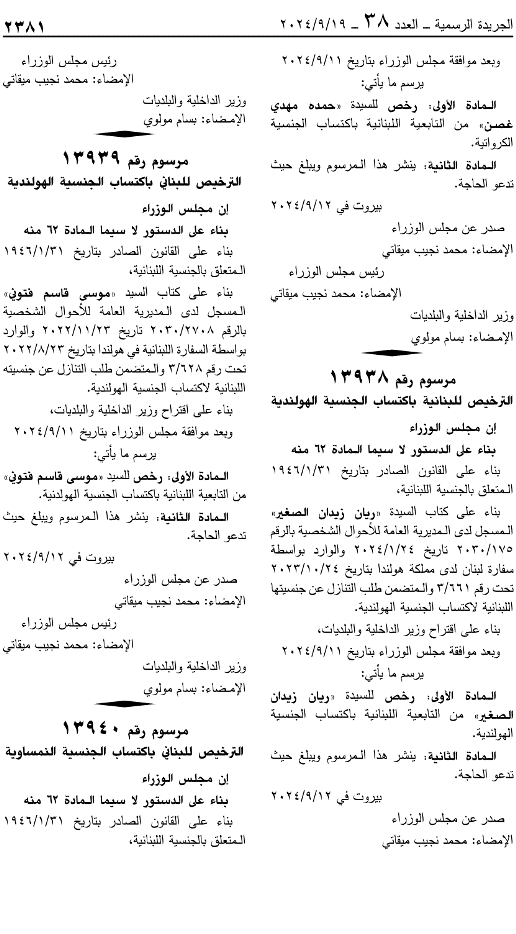 الجريدة الرسمية ــ العدد ٣٨ ــ ٢٠٢٤/٩/١٩
٢٣٨١
وبعد موافقة مجلس الوزراء بتاريخ ٢٠٢٤/٩/١١
يرسم ما يأتي:
المادة الأولى: رخص للسيدة «حمده مهدي
غصن» من التابعية اللبنانية باكتساب الجنسية
الكرواتية.
المادة الثانية: ينشر هذا المرسوم ويبلغ حيث
تدعو الحاجة.
بيروت في ٢٠٢٤/٩/١٢
صدر عن مجلس الوزراء
الإمضاء: محمد نجيب ميقاتي
رئيس مجلس الوزراء
الإمضاء: محمد نجيب ميقاتي
وزير الداخلية والبلديات
الإمضاء: بسام مولوي
مرسوم رقم ١٣٩٣٨
الترخيص للبنانية باكتساب الجنسية الهولندية
إن مجلس الوزراء
بناء على الدستور لا سيما المادة ٦٢ منه
بناء على القانون الصادر بتاريخ ١٩٤٦/١/٣١
المتعلق بالجنسية اللبنانية،
بناء على كتاب السيدة «ريان زيدان الصغير»
المسجل لدى المديرية العامة للأحوال الشخصية بالرقم
٢٠٣٠/١٧٥ تاريخ ٢٠٢٤/١/٢٤ والوارد بواسطة
سفارة لبنان لدى مملكة هولندا بتاريخ ٢٠٢٣/١٠/٢٤
تحت رقم ٣/٦٦١ والمتضمن طلب التنازل عن جنسيتها
اللبنانية لاكتساب الجنسية الهولندية.
بناء على اقتراح وزير الداخلية والبلديات،
وبعد موافقة مجلس الوزراء بتاريخ ٢٠٢٤/٩/١١
يرسم ما يأتي:
المادة الأولى: رخص للسيدة «ريان زيدان
الصغير» من التابعية اللبنانية باكتساب الجنسية
الهولندية.
المادة الثانية: ينشر هذا المرسوم ويبلغ حيث
تدعو الحاجة.
بيروت في ٢٠٢٤/٩/١٢
صدر عن مجلس الوزراء
الإمضاء: محمد نجيب ميقاتي
رئيس مجلس الوزراء
الإمضاء: محمد نجيب ميقاتي
وزير الداخلية والبلديات
الإمضاء: بسام مولوي
مرسوم رقم ١٣٩٣٩
الترخيص للبناني باكتساب الجنسية الهولندية
إن مجلس الوزراء
بناء على الدستور لا سيما المادة ٦٢ منه
بناء على القانون الصادر بتاريخ ١٩٤٦/١/٣١
المتعلق بالجنسية اللبنانية،
بناء على كتاب السيد «موسى قاسم فتوني»
المسجل لدى المديرية العامة للأحوال الشخصية
بالرقم ٢٠٣٠/٢٧٠٨ تاريخ ٢٠٢٢/١١/٢٣ والوارد
بواسطة السفارة اللبنانية في هولندا بتاريخ ٢٠٢٢/٨/٢٣
تحت رقم ٣/٦٢٨ والمتضمن طلب التنازل عن جنسيته
اللبنانية لاكتساب الجنسية الهولندية.
بناء على اقتراح وزير الداخلية والبلديات،
وبعد موافقة مجلس الوزراء بتاريخ ٢٠٢٤/٩/١١
يرسم ما يأتي:
المادة الأولى: رخص للسيد «موسى قاسم فتوني»
من التابعية اللبنانية باكتساب الجنسية الهولدنية.
المادة الثانية: ينشر هذا المرسوم ويبلغ حيث
تدعو الحاجة.
بيروت في ٢٠٢٤/٩/١٢
صدر عن مجلس الوزراء
الإمضاء: محمد نجيب ميقاتي
رئيس مجلس الوزراء
الإمضاء: محمد نجيب ميقاتي
وزير الداخلية والبلديات
الإمضاء: بسام مولوي
مرسوم رقم ١٣٩٤٠
الترخيص للبناني باكتساب الجنسية النمساوية
إن مجلس الوزراء
بناء على الدستور لا سيما المادة ٦٢ منه
بناء على القانون الصادر بتاريخ ١٩٤٦/١/٣١
المتعلق بالجنسية اللبنانية،